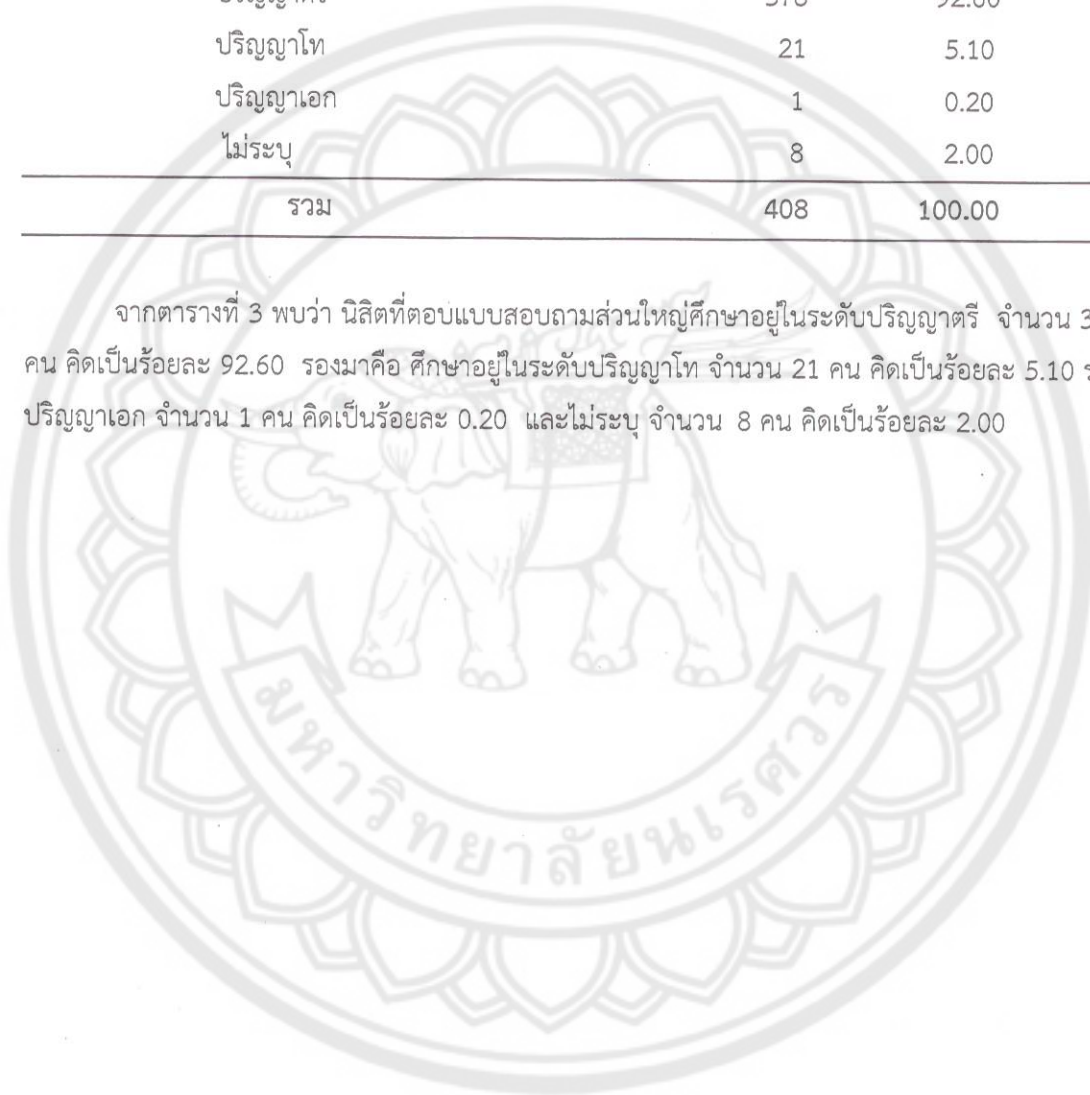 ปริญญาตรี 378 92.60
ปริญญาโท 21 5.10
ปริญญาเอก 1 0.20
ไม่ระบุ 8 2.00
รวม 408 100.00
จากตารางที่ 3 พบว่า นิสิตที่ตอบแบบสอบถามส่วนใหญ่ศึกษาอยู่ในระดับปริญญาตรี จำนวน 3
คน คิดเป็นร้อยละ 92.60 รองมาคือ ศึกษาอยู่ในระดับปริญญาโท จำนวน 21 คน คิดเป็นร้อยละ 5.10
ปริญญาเอก จำนวน 1 คน คิดเป็นร้อยละ 0.20 และไม่ระบุ จำนวน 8 คน คิดเป็นร้อยละ 2.00
มหาวิทยาลัยนเรศวร